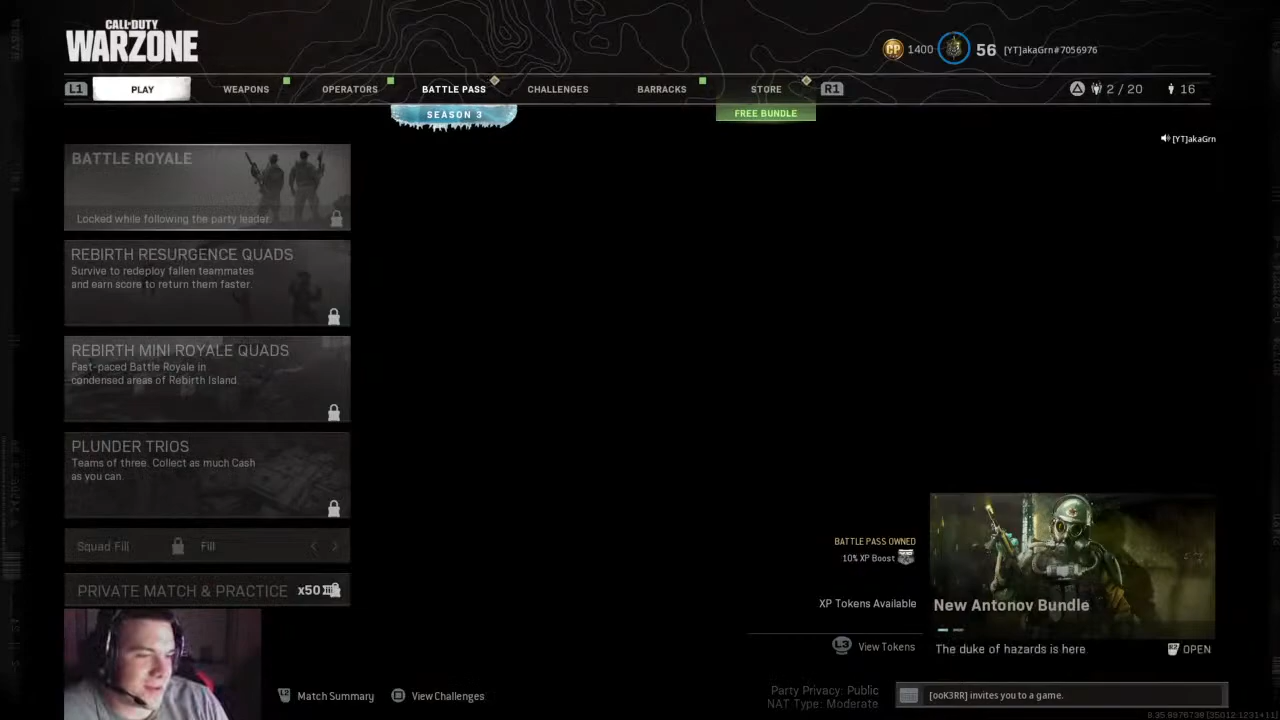 CALL OF DUTY
WARZONE
CP 1400 56 [YT]akaGrn#7056976
L1 PLAY WEAPONS OPERATORS BATTLE PASS CHALLENGES BARRACKS STORE R1 2 / 20 16
SEASON 3 FREE BUNDLE
[YT]akaGrn
BATTLE ROYALE
Locked while following the party leader.
REBIRTH RESURGENCE QUADS
Survive to redeploy fallen teammates
and earn score to return them faster.
REBIRTH MINI ROYALE QUADS
Fast-paced Battle Royale in
condensed areas of Rebirth Island.
PLUNDER TRIOS
Teams of three. Collect as much Cash
as you can.
Squad Fill Fill
PRIVATE MATCH & PRACTICE x50
BATTLE PASS OWNED
10% XP Boost
XP Tokens Available
L3 View Tokens
New Antonov Bundle
The duke of hazards is here.
R2 OPEN
L2 Match Summary View Challenges
Party Privacy: Public
NAT Type: Moderate
[ooK3RR] invites you to a game.